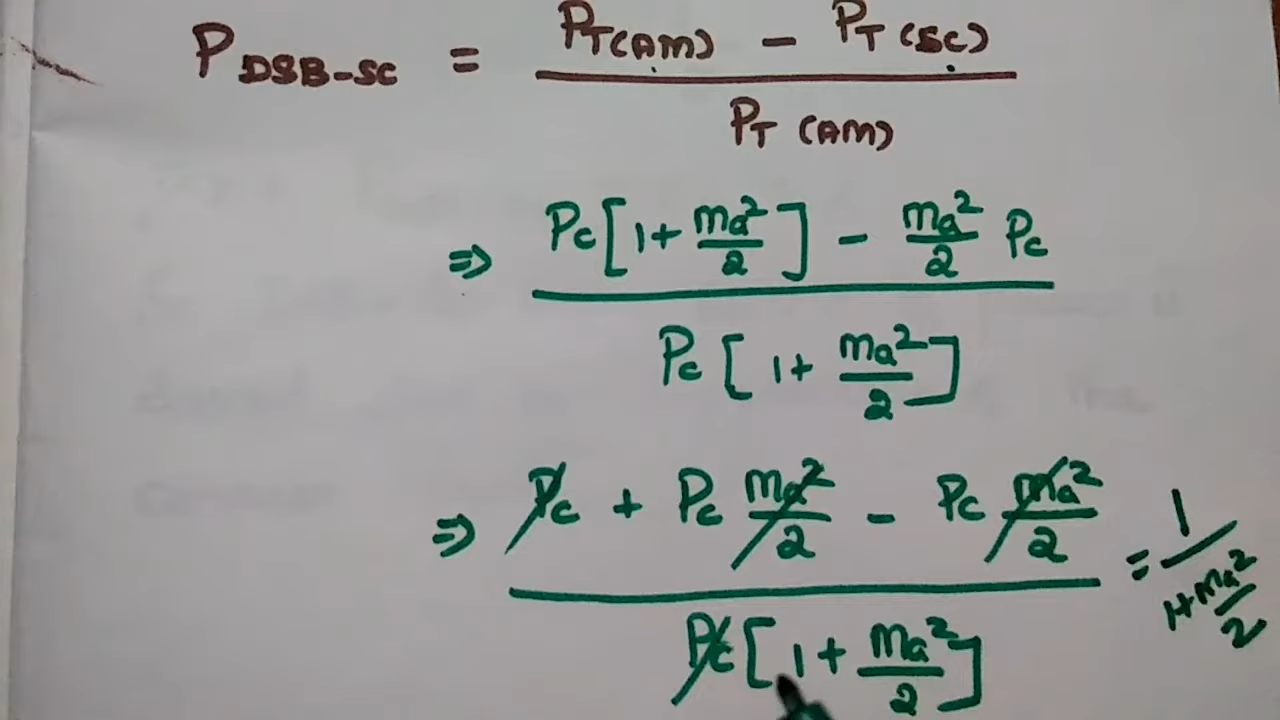 P DSB-SC = PT(AM) - PT(SC) / PT (AM)
⇒ Pc[1+ ma²/2] - ma²/2 Pc / Pc [1+ ma²/2]
⇒ Pc + Pc ma²/2 - Pc ma²/2 / Pc [1+ ma²/2] = 1 / 1+ ma²/2